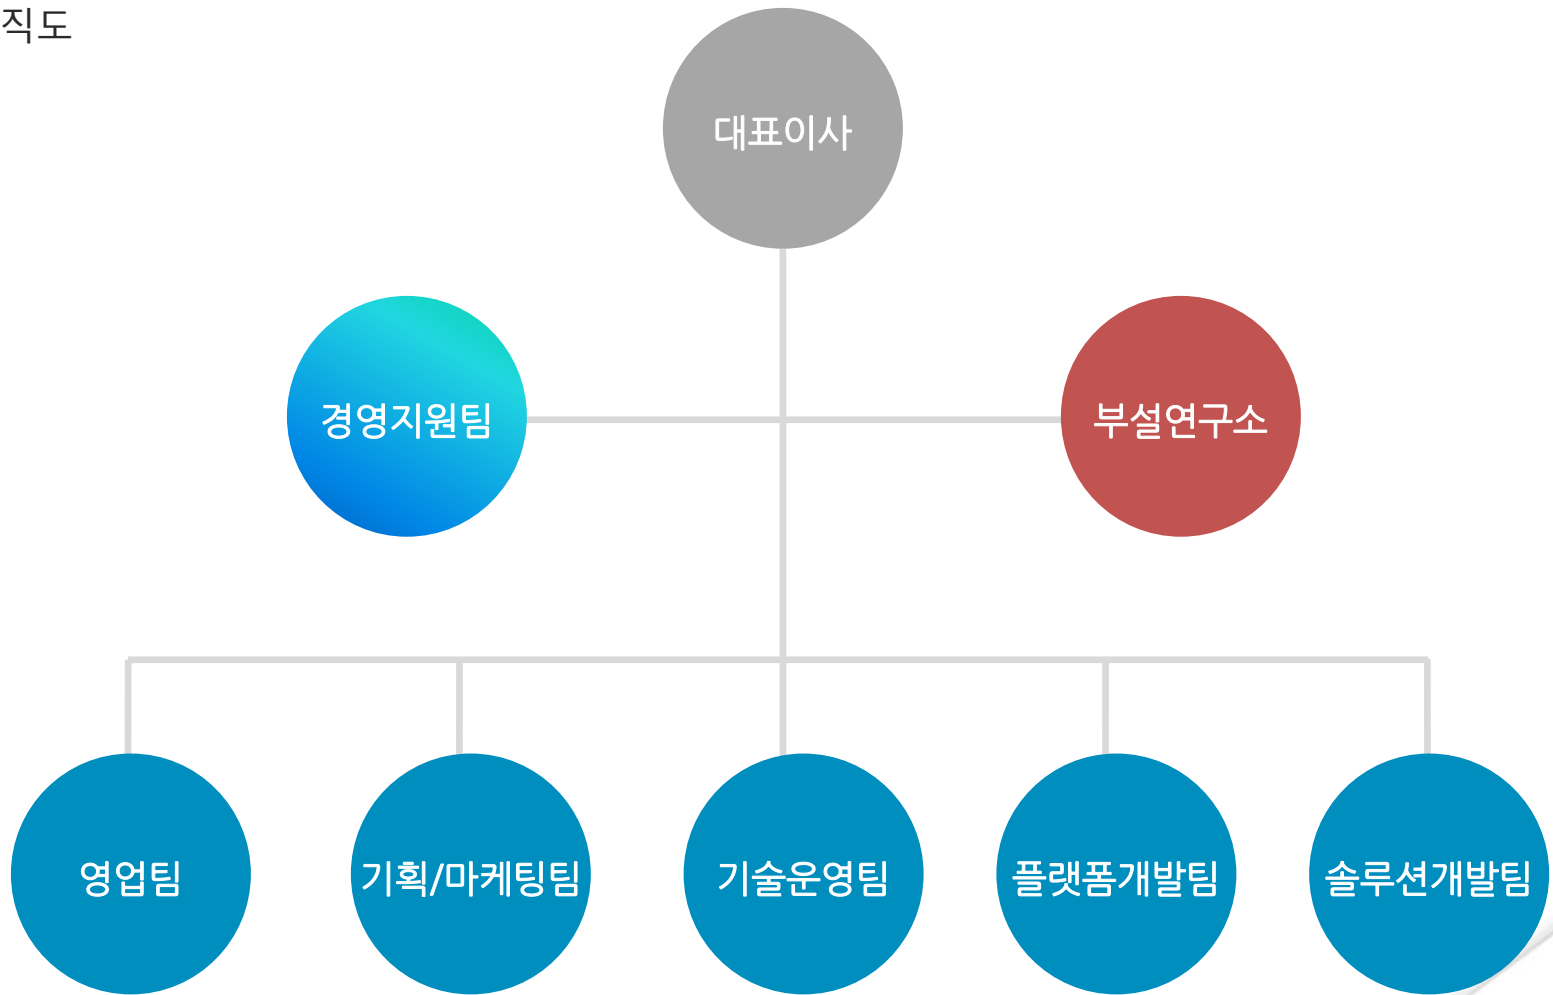 직도
대표이사
경영지원팀
부설연구소
영업팀
기획/마케팅팀
기술운영팀
플랫폼개발팀
솔루션개발팀